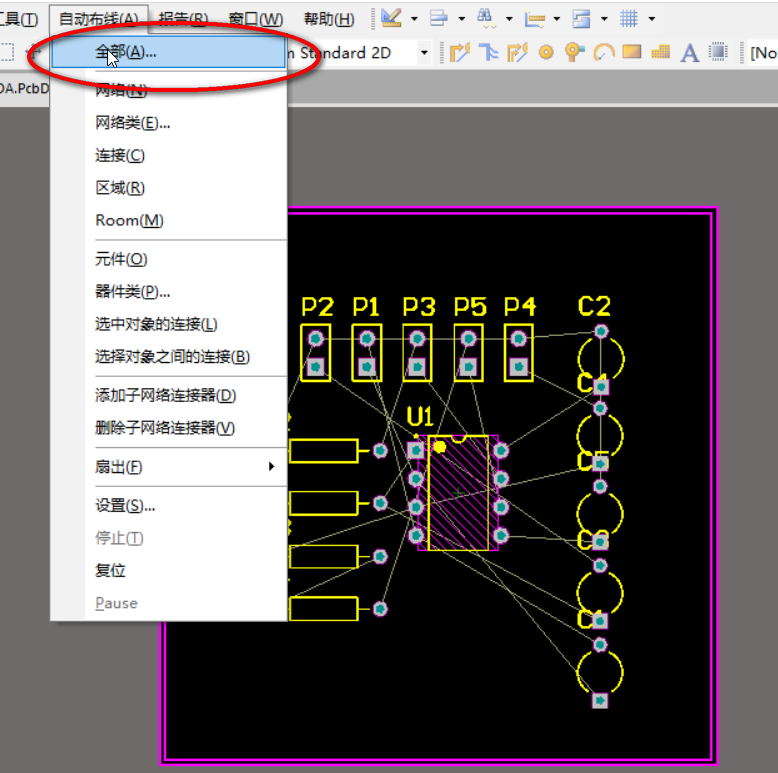 工具(T) 自动布线(A) 报告(R) 窗口(W) 帮助(H)
全部(A)... Standard 2D A [No
DA.PcbD 网络(N)
网络类(E)...
连接(C)
区域(R)
Room(M)
元件(O)
器件类(P)...
选中对象的连接(L)
选择对象之间的连接(B)
添加子网络连接器(D)
删除子网络连接器(V)
扇出(F)
设置(S)...
停止(T)
复位
Pause
P2 P1 P3 P5 P4 C2
U1